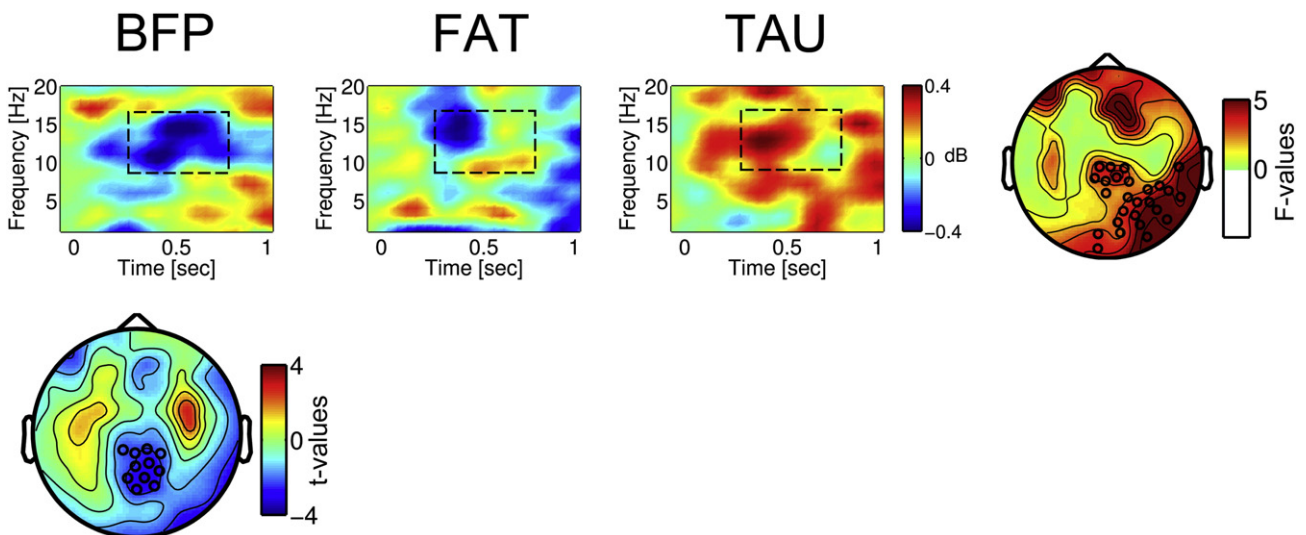 BFP FAT TAU
20 15 10 5 Frequency [Hz] 0 0.5 1 Time [sec]
20 15 10 5 Frequency [Hz] 0 0.5 1 Time [sec]
20 15 10 5 Frequency [Hz] 0 0.5 1 Time [sec]
0.4 0 dB −0.4
5 0 F-values
4 0 −4 t-values